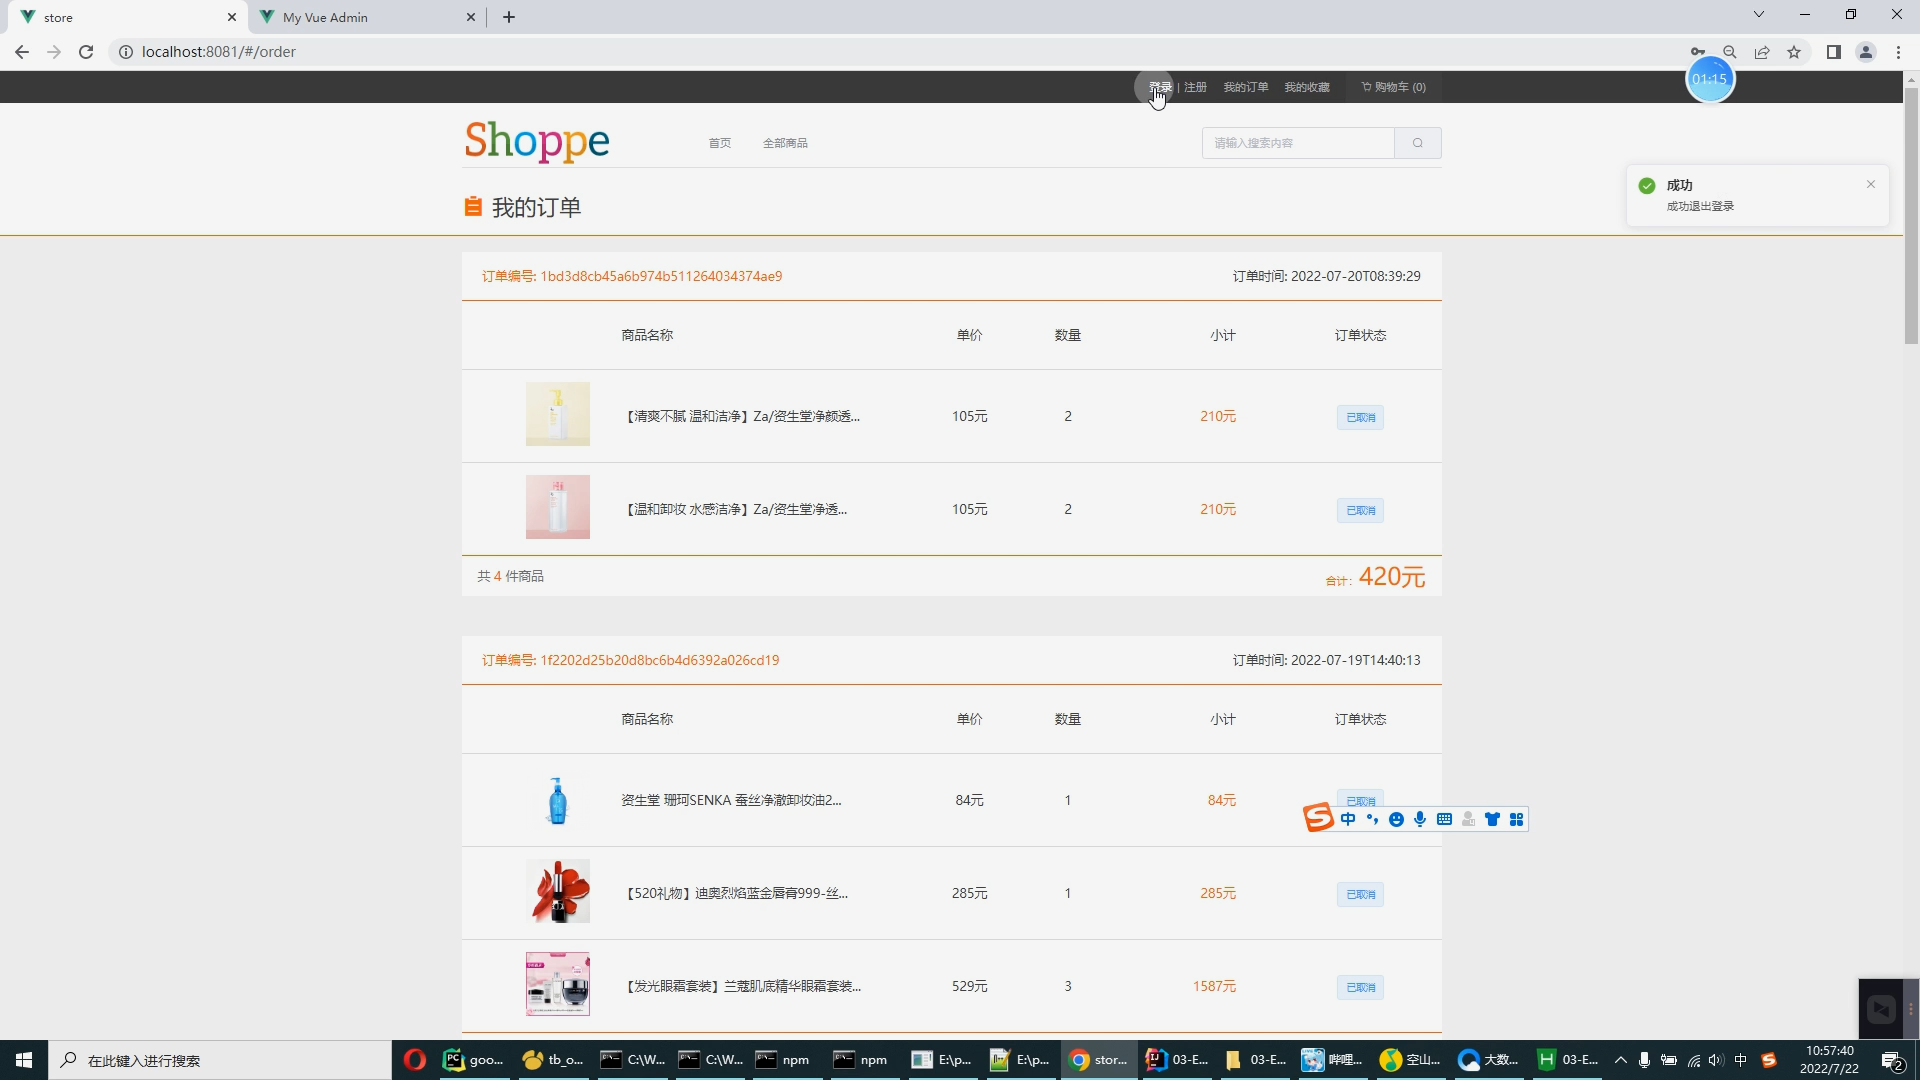 store
My Vue Admin
localhost:8081/#/order
登录 | 注册 我的订单 我的收藏 购物车 (0)
01:15
Shoppe
首页 全部商品
请输入搜索内容
成功
成功退出登录
我的订单
订单编号: 1bd3d8cb45a6b974b511264034374ae9 订单时间: 2022-07-20T08:39:29
商品名称 单价 数量 小计 订单状态
【清爽不腻 温和洁净】Za/资生堂净颜透... 105元 2 210元 已取消
【温和卸妆 水感洁净】Za/资生堂净透... 105元 2 210元 已取消
共 4 件商品 合计: 420元
订单编号: 1f2202d25b20d8bc6b4d6392a026cd19 订单时间: 2022-07-19T14:40:13
商品名称 单价 数量 小计 订单状态
资生堂 珊珂SENKA 蚕丝净澈卸妆油2... 84元 1 84元 已取消
中
【520礼物】迪奥烈焰蓝金唇膏999-丝... 285元 1 285元 已取消
【发光眼霜套装】兰蔻肌底精华眼霜套装... 529元 3 1587元 已取消
在此键入进行搜索
goo... tb_o... C:\W... C:\W... npm npm E:\p... E:\p... stor... 03-E... 03-E... 哔哩... 空山... 大数... 03-E... 中
10:57:40
2022/7/22
2